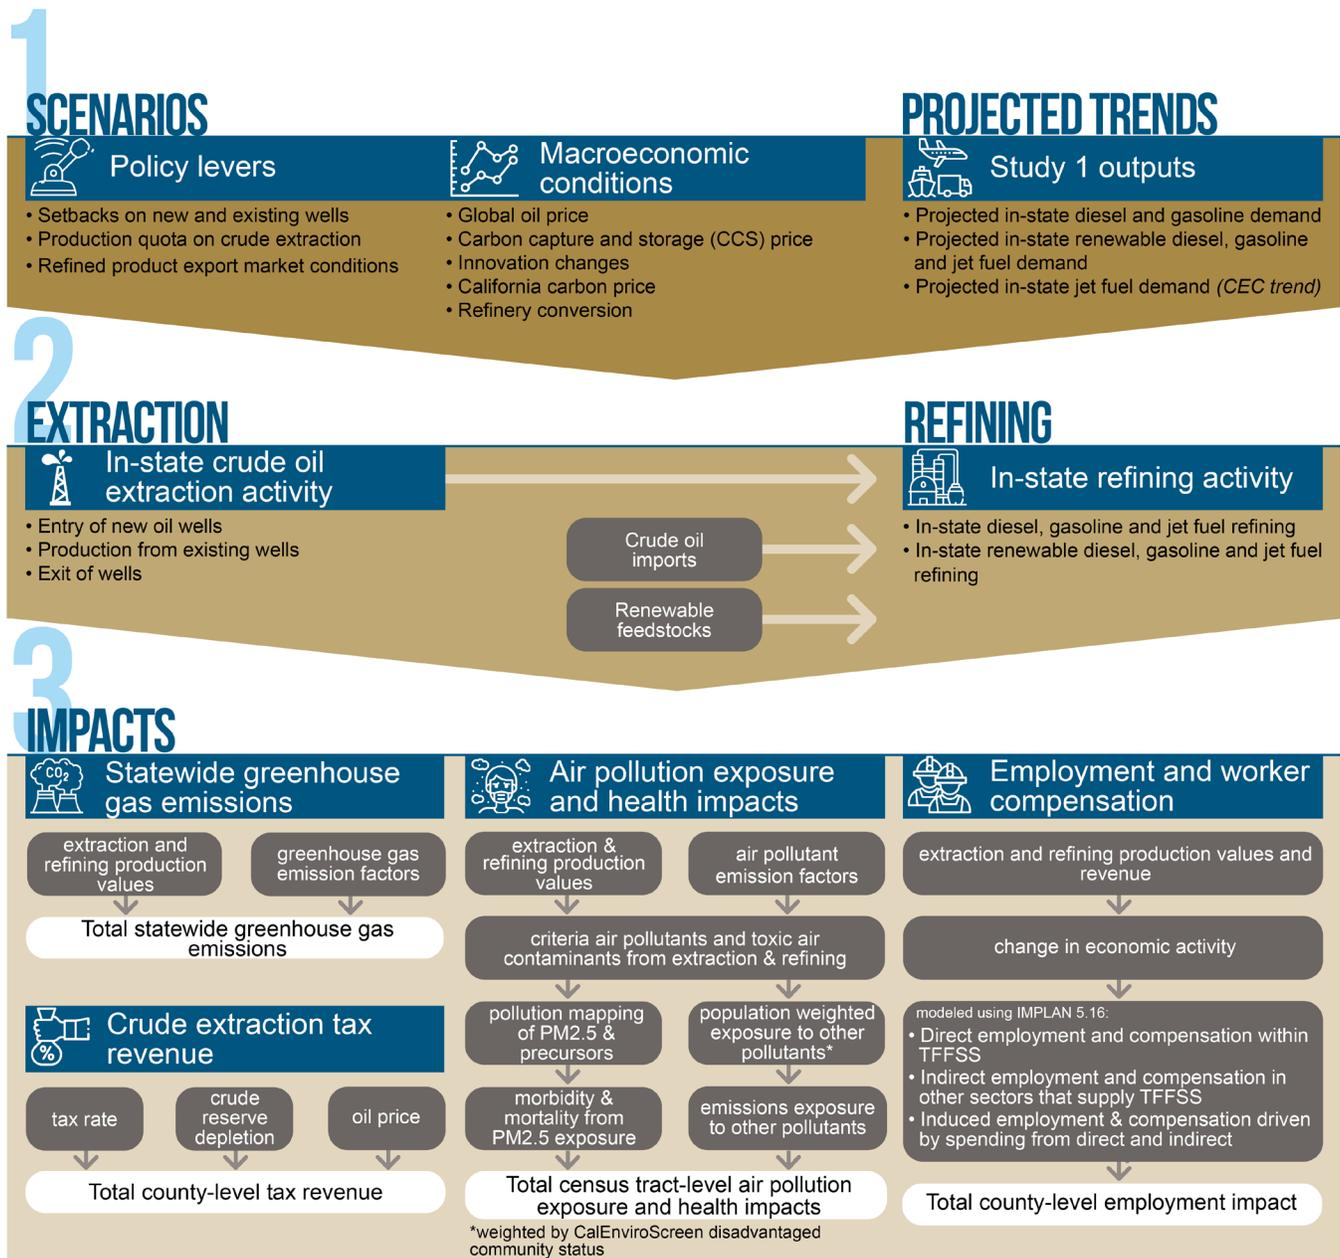 1
SCENARIOS
Policy levers
• Setbacks on new and existing wells
• Production quota on crude extraction
• Refined product export market conditions
Macroeconomic
conditions
• Global oil price
• Carbon capture and storage (CCS) price
• Innovation changes
• California carbon price
• Refinery conversion
PROJECTED TRENDS
Study 1 outputs
• Projected in-state diesel and gasoline demand
• Projected in-state renewable diesel, gasoline
and jet fuel demand
• Projected in-state jet fuel demand (CEC trend)
2
EXTRACTION
In-state crude oil
extraction activity
• Entry of new oil wells
• Production from existing wells
• Exit of wells
Crude oil
imports
Renewable
feedstocks
REFINING
In-state refining activity
• In-state diesel, gasoline and jet fuel refining
• In-state renewable diesel, gasoline and jet fuel
refining
3
IMPACTS
CO2
Statewide greenhouse
gas emissions
extraction and
refining production
values
greenhouse gas
emission factors
Total statewide greenhouse gas
emissions
%
Crude extraction tax
revenue
tax rate
crude
reserve
depletion
oil price
Total county-level tax revenue
Air pollution exposure
and health impacts
extraction &
refining production
values
air pollutant
emission factors
criteria air pollutants and toxic air
contaminants from extraction & refining
pollution mapping
of PM2.5 &
precursors
population weighted
exposure to other
pollutants*
morbidity &
mortality from
PM2.5 exposure
emissions exposure
to other pollutants
Total census tract-level air pollution
exposure and health impacts
*weighted by CalEnviroScreen disadvantaged
community status
Employment and worker
compensation
extraction and refining production values and
revenue
change in economic activity
modeled using IMPLAN 5.16:
• Direct employment and compensation within
TFFSS
• Indirect employment and compensation in
other sectors that supply TFFSS
• Induced employment & compensation driven
by spending from direct and indirect
Total county-level employment impact